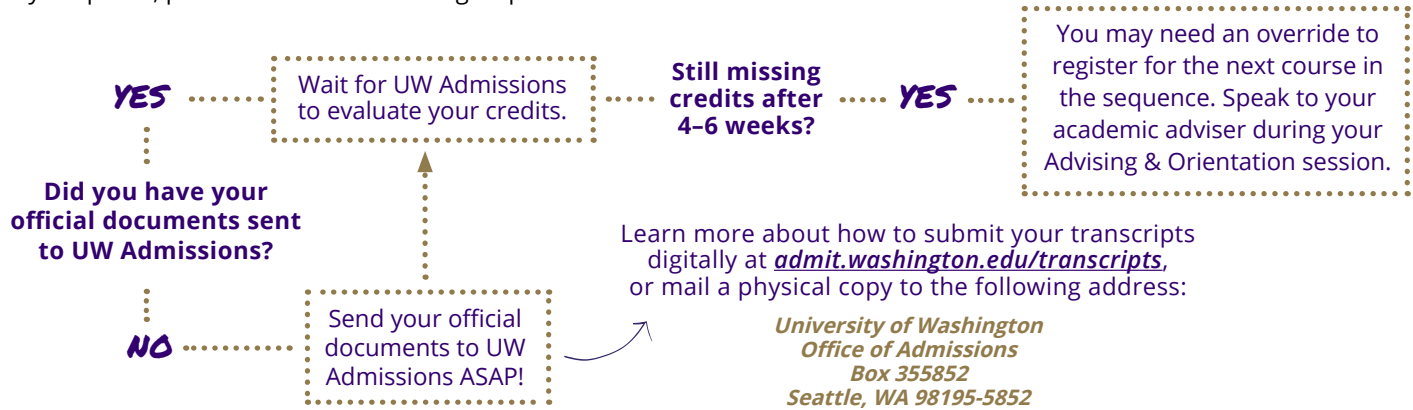 YES
Wait for UW Admissions
to evaluate your credits.
Still missing
credits after
4–6 weeks?
YES
You may need an override to
register for the next course in
the sequence. Speak to your
academic adviser during your
Advising & Orientation session.
Did you have your
official documents sent
to UW Admissions?
NO
Send your official
documents to UW
Admissions ASAP!
Learn more about how to submit your transcripts
digitally at admit.washington.edu/transcripts,
or mail a physical copy to the following address:
University of Washington
Office of Admissions
Box 355852
Seattle, WA 98195-5852